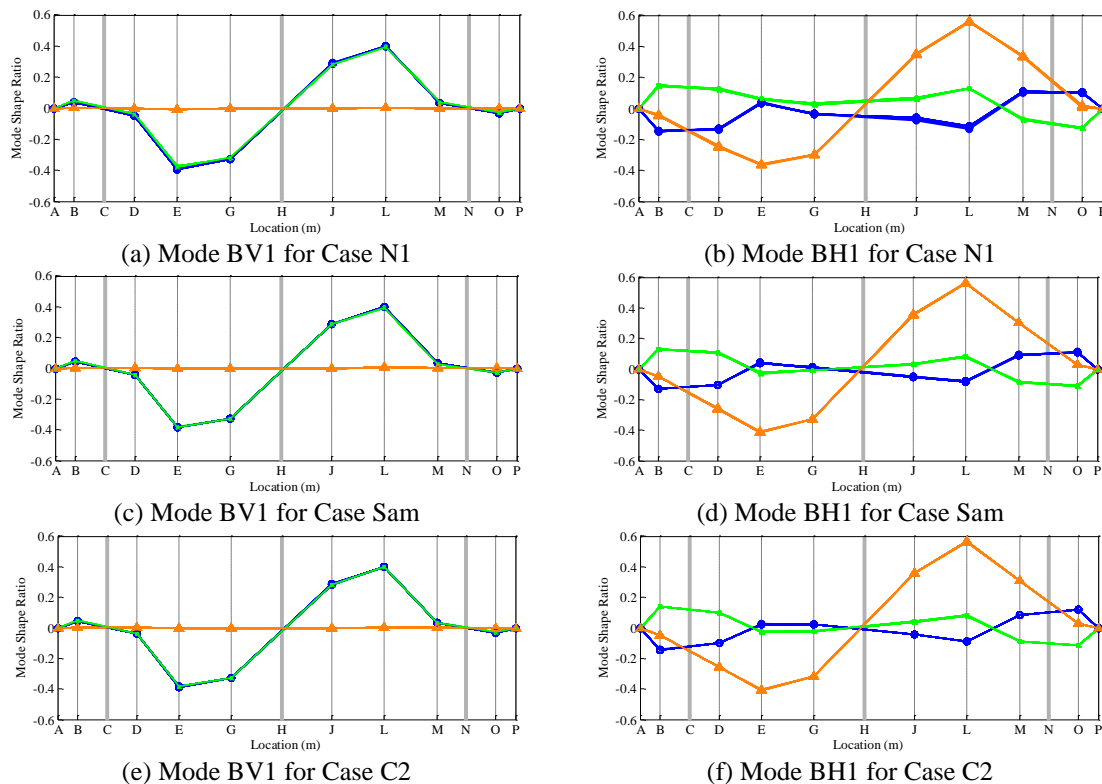 Mode Shape Ratio
0.6
0.4
0.2
0
-0.2
-0.4
-0.6
A B C D E G H J L M N O P
Location (m)
(a) Mode BV1 for Case N1
Mode Shape Ratio
0.6
0.4
0.2
0
-0.2
-0.4
-0.6
A B C D E G H J L M N O P
Location (m)
(b) Mode BH1 for Case N1
Mode Shape Ratio
0.6
0.4
0.2
0
-0.2
-0.4
-0.6
A B C D E G H J L M N O P
Location (m)
(c) Mode BV1 for Case Sam
Mode Shape Ratio
0.6
0.4
0.2
0
-0.2
-0.4
-0.6
A B C D E G H J L M N O P
Location (m)
(d) Mode BH1 for Case Sam
Mode Shape Ratio
0.6
0.4
0.2
0
-0.2
-0.4
-0.6
A B C D E G H J L M N O P
Location (m)
(e) Mode BV1 for Case C2
Mode Shape Ratio
0.6
0.4
0.2
0
-0.2
-0.4
-0.6
A B C D E G H J L M N O P
Location (m)
(f) Mode BH1 for Case C2